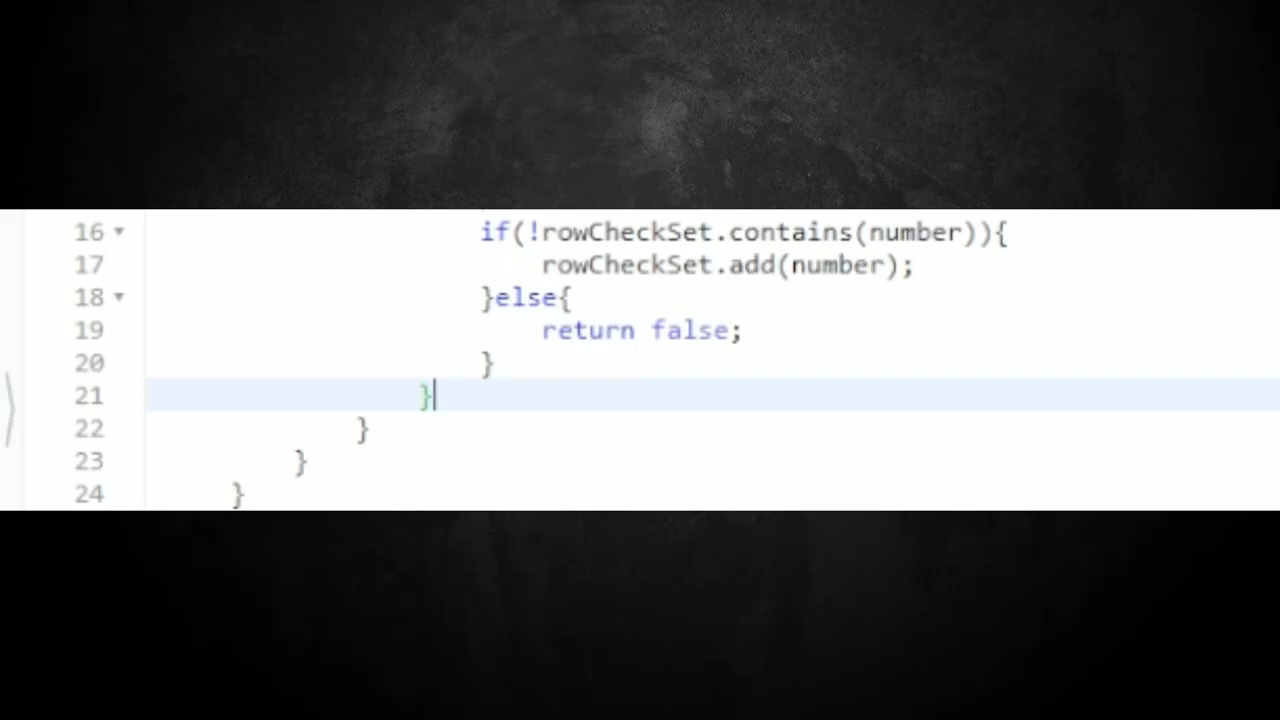 16 if(!rowCheckSet.contains(number)){
17 rowCheckSet.add(number);
18 }else{
19 return false;
20 }
21 }
22 }
23 }
24 }